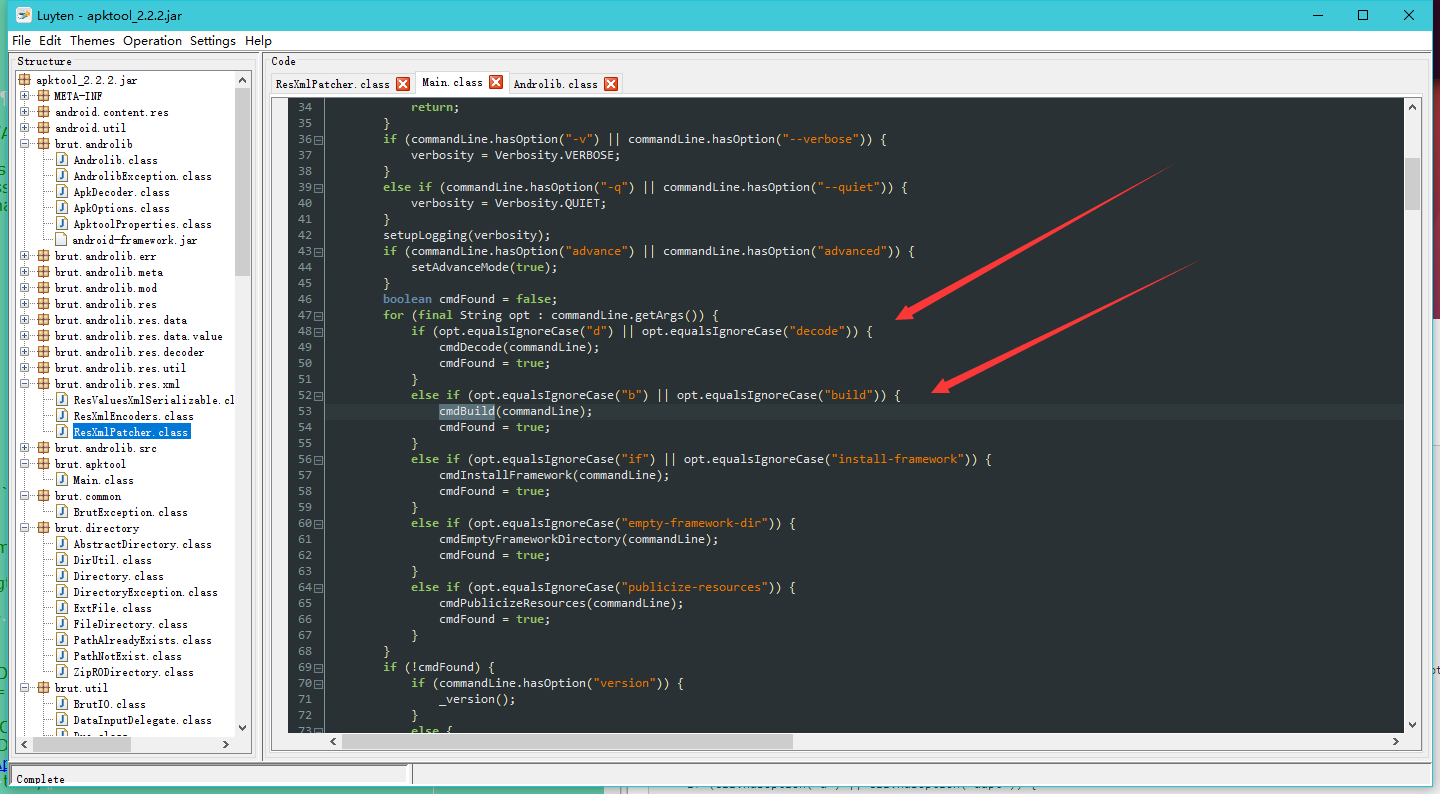 Luyten - apktool_2.2.2.jar
File Edit Themes Operation Settings Help
Structure
apktool_2.2.2.jar
META-INF
android.content.res
android.util
brut.androlib
Androlib.class
AndrolibException.class
ApkDecoder.class
ApkOptions.class
ApktoolProperties.class
android-framework.jar
brut.androlib.err
brut.androlib.meta
brut.androlib.mod
brut.androlib.res
brut.androlib.res.data
brut.androlib.res.data.value
brut.androlib.res.decoder
brut.androlib.res.util
brut.androlib.res.xml
ResValuesXmlSerializable.cl
ResXmlEncoders.class
ResXmlPatcher.class
brut.androlib.src
brut.apktool
Main.class
brut.common
BrutException.class
brut.directory
AbstractDirectory.class
DirUtil.class
Directory.class
DirectoryException.class
ExtFile.class
FileDirectory.class
PathAlreadyExists.class
PathNotExist.class
ZipRODirectory.class
brut.util
BrutIO.class
DataInputDelegate.class
Complete
Code
ResXmlPatcher.class Main.class Androlib.class
34 return;
35 }
36 if (commandLine.hasOption("-v") || commandLine.hasOption("--verbose")) {
37 verbosity = Verbosity.VERBOSE;
38 }
39 else if (commandLine.hasOption("-q") || commandLine.hasOption("--quiet")) {
40 verbosity = Verbosity.QUIET;
41 }
42 setupLogging(verbosity);
43 if (commandLine.hasOption("advance") || commandLine.hasOption("advanced")) {
44 setAdvanceMode(true);
45 }
46 boolean cmdFound = false;
47 for (final String opt : commandLine.getArgs()) {
48 if (opt.equalsIgnoreCase("d") || opt.equalsIgnoreCase("decode")) {
49 cmdDecode(commandLine);
50 cmdFound = true;
51 }
52 else if (opt.equalsIgnoreCase("b") || opt.equalsIgnoreCase("build")) {
53 cmdBuild(commandLine);
54 cmdFound = true;
55 }
56 else if (opt.equalsIgnoreCase("if") || opt.equalsIgnoreCase("install-framework")) {
57 cmdInstallFramework(commandLine);
58 cmdFound = true;
59 }
60 else if (opt.equalsIgnoreCase("empty-framework-dir")) {
61 cmdEmptyFrameworkDirectory(commandLine);
62 cmdFound = true;
63 }
64 else if (opt.equalsIgnoreCase("publicize-resources")) {
65 cmdPublicizeResources(commandLine);
66 cmdFound = true;
67 }
68 }
69 if (!cmdFound) {
70 if (commandLine.hasOption("version")) {
71 _version();
72 }
73 else {